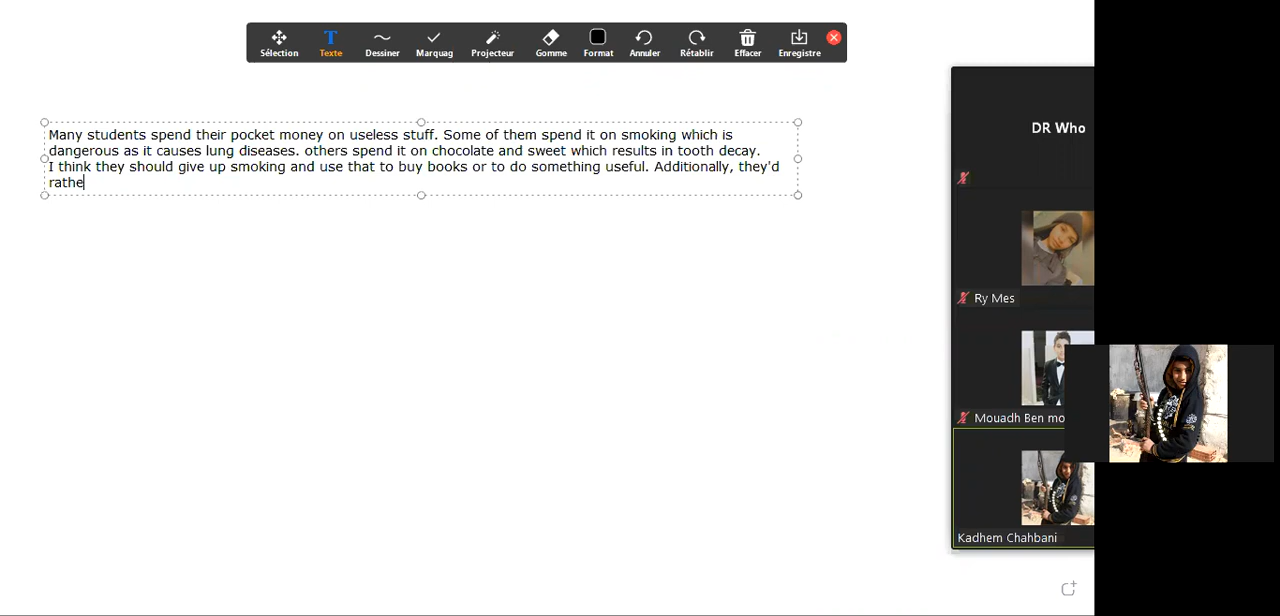 Sélection Texte Dessiner Marquag Projecteur Gomme Format Annuler Rétablir Effacer Enregistre
Many students spend their pocket money on useless stuff. Some of them spend it on smoking which is
dangerous as it causes lung diseases. others spend it on chocolate and sweet which results in tooth decay.
I think they should give up smoking and use that to buy books or to do something useful. Additionally, they'd
rathe
DR Who
Ry Mes
Mouadh Ben mo
Kadhem Chahbani